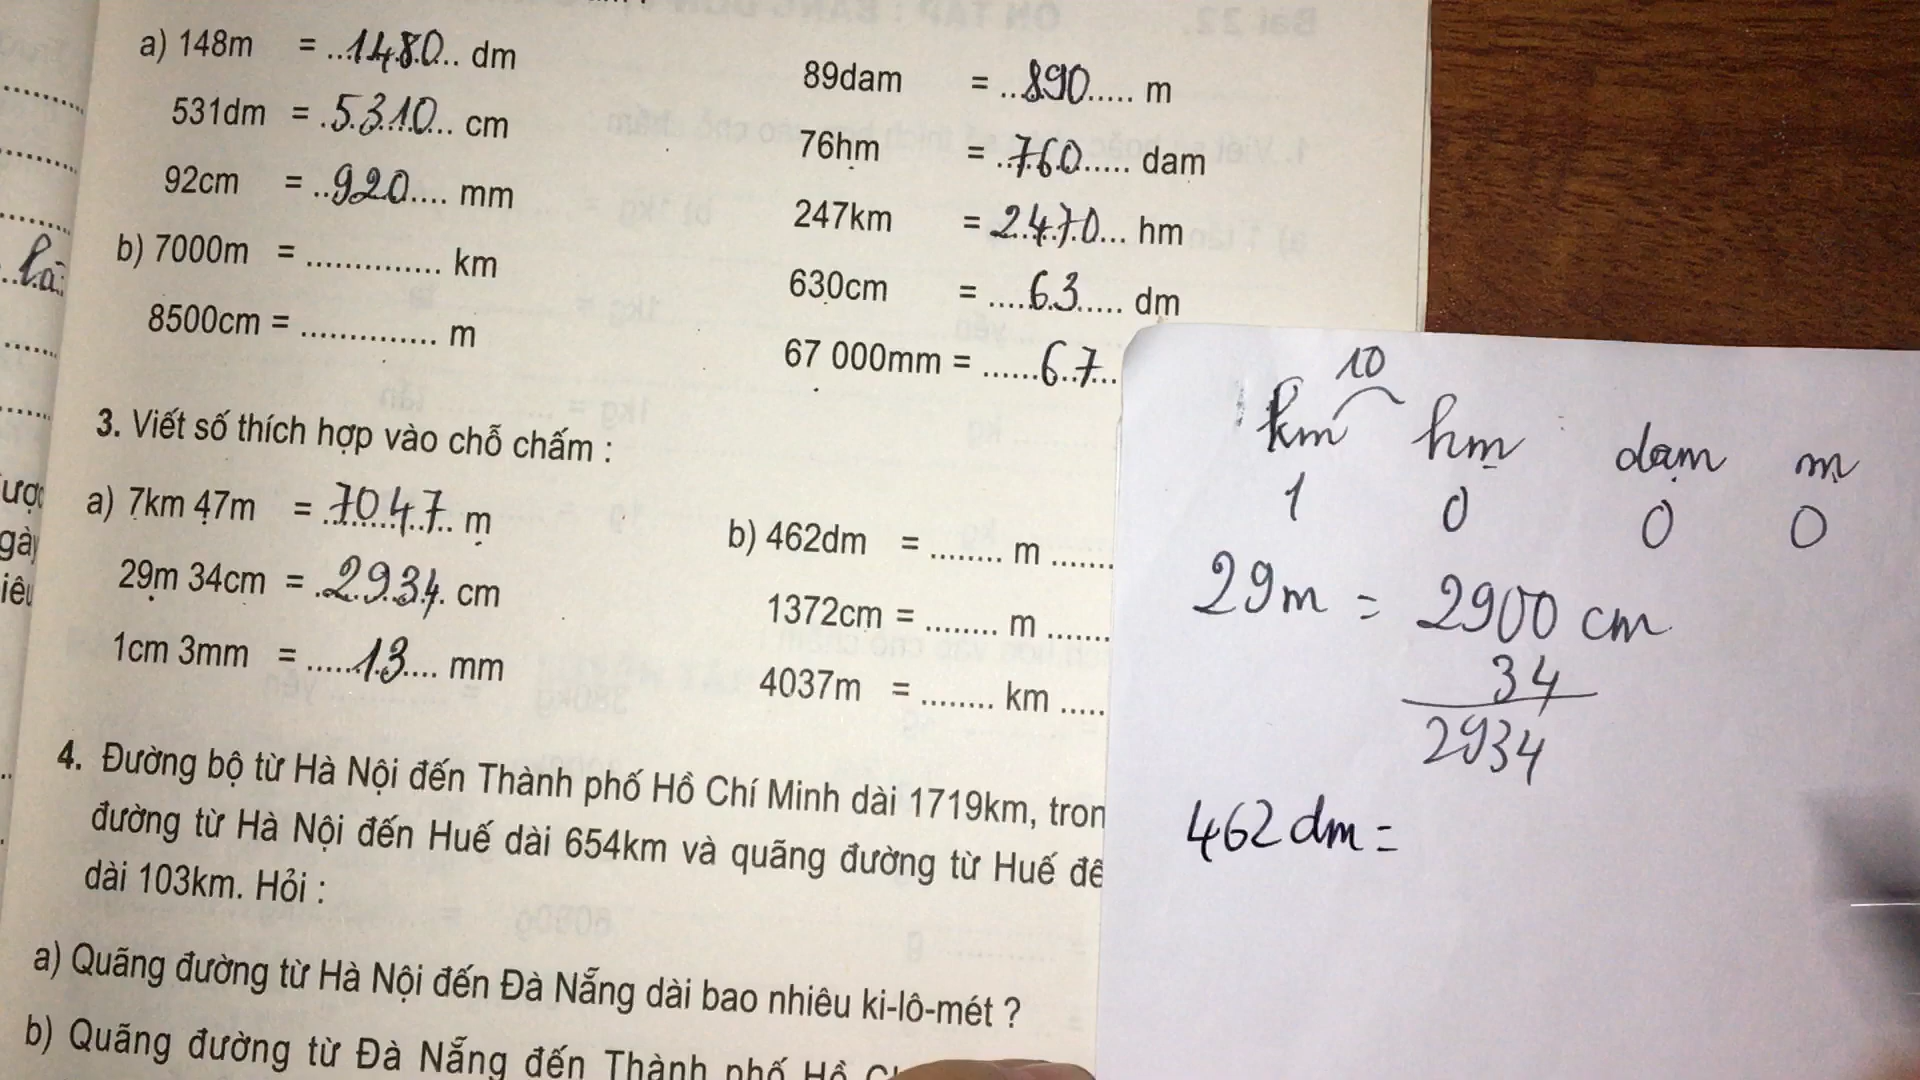 a) 148m = ..1480.. dm
531dm = .5310.. cm
92cm = ..920.... mm
b) 7000m = .............. km
8500cm = .............. m
89dam = ..890..... m
76hm = ..760..... dam
247km = 2470... hm
630cm = ....63..... dm
67 000mm = ......67...
3. Viết số thích hợp vào chỗ chấm :
a) 7km 47m = 7047 m
29m 34cm = .2934. cm
1cm 3mm = .....13.... mm
b) 462dm = ........ m .......
1372cm = ........ m .......
4037m = ........ km .....
4. Đường bộ từ Hà Nội đến Thành phố Hồ Chí Minh dài 1719km, tron
đường từ Hà Nội đến Huế dài 654km và quãng đường từ Huế đế
dài 103km. Hỏi :
a) Quãng đường từ Hà Nội đến Đà Nẵng dài bao nhiêu ki-lô-mét ?
b) Quãng đường từ Đà Nẵng đến Thành phố Hồ
10
km hm dam m
1 0 0 0
29m = 2900 cm
34
2934
462dm =